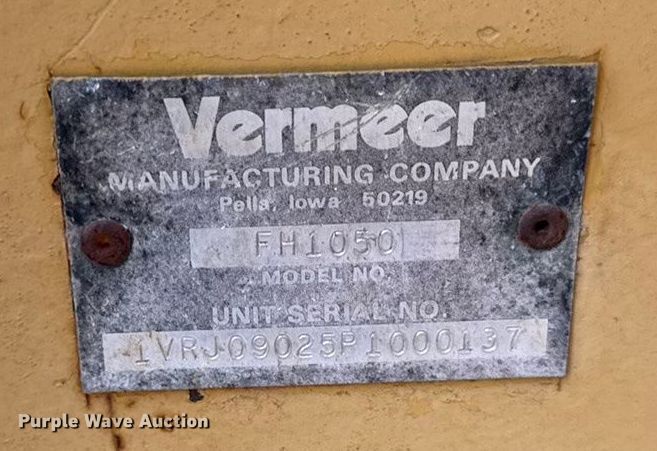 Vermeer
MANUFACTURING COMPANY
Pella, Iowa 50219
FH1050
MODEL NO.
UNIT SERIAL NO.
1VRJ09025P1000137
Purple Wave Auction